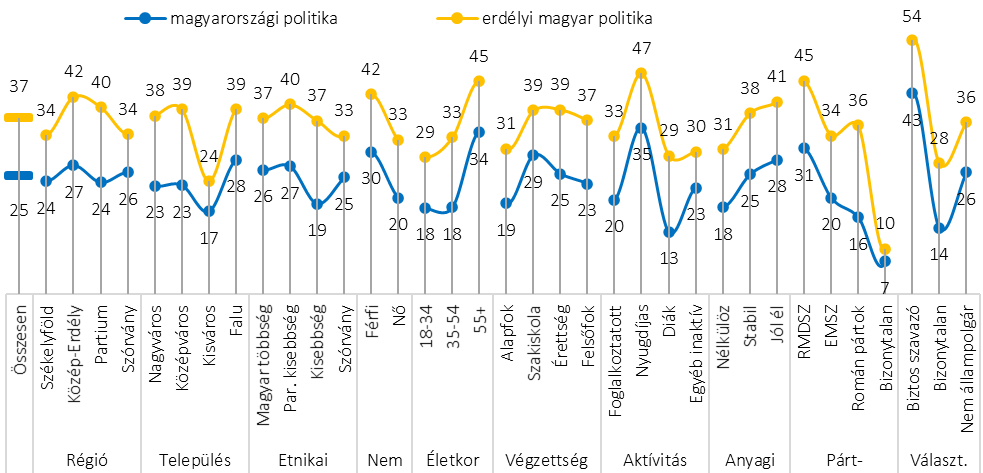 magyarországi politika erdélyi magyar politika
37 34 42 40 34 38 39 24 39 37 40 37 33 42 33 29 33 45 31 39 39 37 33 47 29 30 31 38 41 45 34 36 10 54 28 36
25 24 27 24 26 23 23 17 28 26 27 19 25 30 20 18 18 34 19 29 25 23 20 35 13 23 18 25 28 31 20 16 7 43 14 26
Összesen
Székelyföld
Közép-Erdély
Partium
Szórvány
Nagyváros
Középváros
Kisváros
Falu
Magyar többség
Par. kisebbség
Kisebbség
Szórvány
Férfi
Nő
18-34
35-54
55+
Alapfok
Szakiskola
Érettség
Felsőfok
Foglalkoztatott
Nyugdíjas
Diák
Egyéb inaktív
Nélkülöz
Stabil
Jól él
RMDSZ
EMSZ
Román pártok
Bizonytalan
Biztos szavazó
Bizonytalan
Nem állampolgár
Régió Település Etnikai Nem Életkor Végzettség Aktívitás Anyagi Párt- Választ.